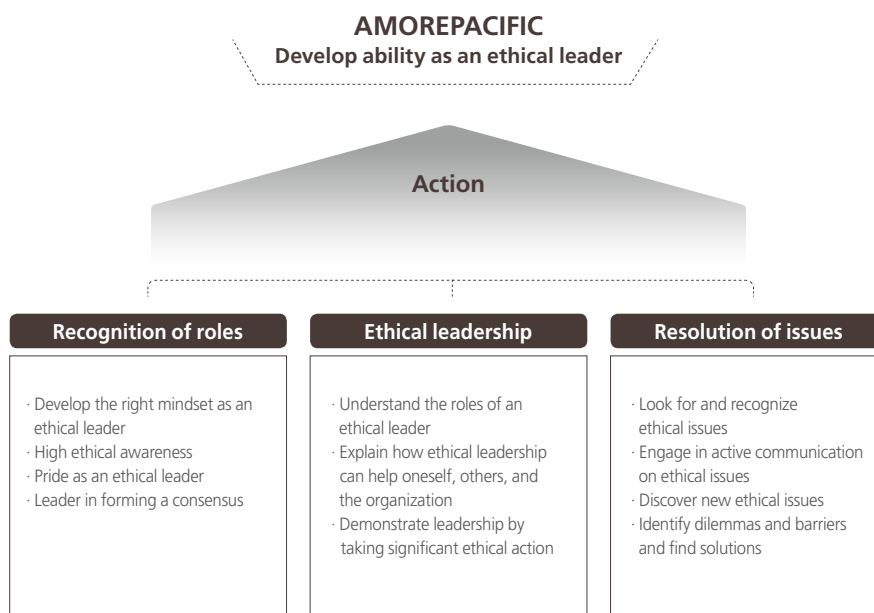 AMOREPACIFIC
Develop ability as an ethical leader
Action
Recognition of roles
· Develop the right mindset as an
ethical leader
· High ethical awareness
· Pride as an ethical leader
· Leader in forming a consensus
Ethical leadership
· Understand the roles of an
ethical leader
· Explain how ethical leadership
can help oneself, others, and
the organization
· Demonstrate leadership by
taking significant ethical action
Resolution of issues
· Look for and recognize
ethical issues
· Engage in active communication
on ethical issues
· Discover new ethical issues
· Identify dilemmas and barriers
and find solutions